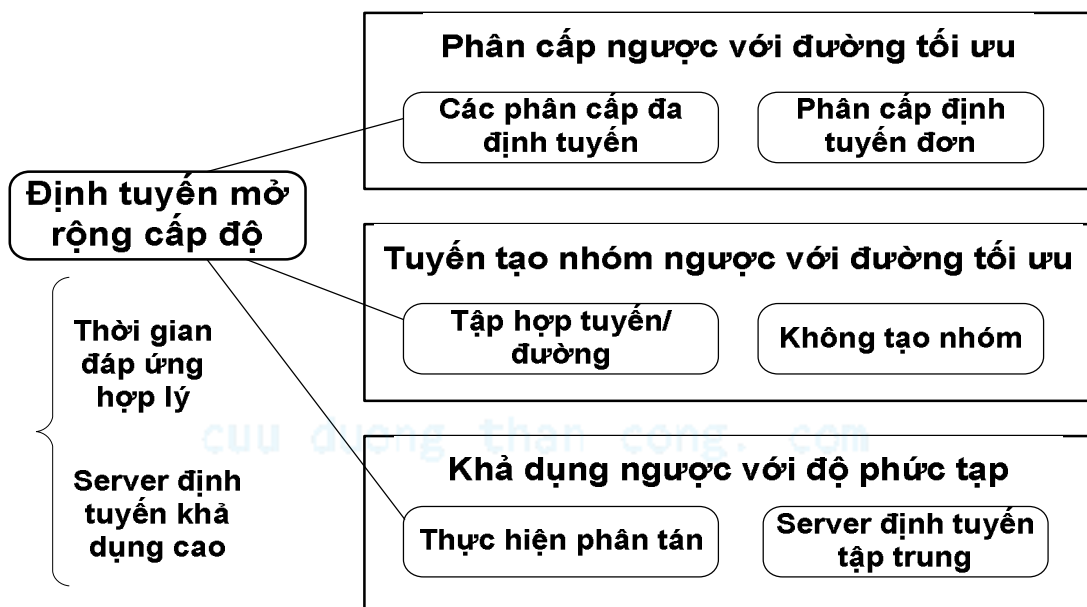 Phân cấp ngược với đường tối ưu
Các phân cấp đa
định tuyến
Phân cấp định
tuyến đơn
Định tuyến mở
rộng cấp độ
Tuyến tạo nhóm ngược với đường tối ưu
Tập hợp tuyến/
đường
Không tạo nhóm
Thời gian
đáp ứng
hợp lý
Server định
tuyến khả
dụng cao
cuu duong than cong. com
Khả dụng ngược với độ phức tạp
Thực hiện phân tán
Server định tuyến
tập trung